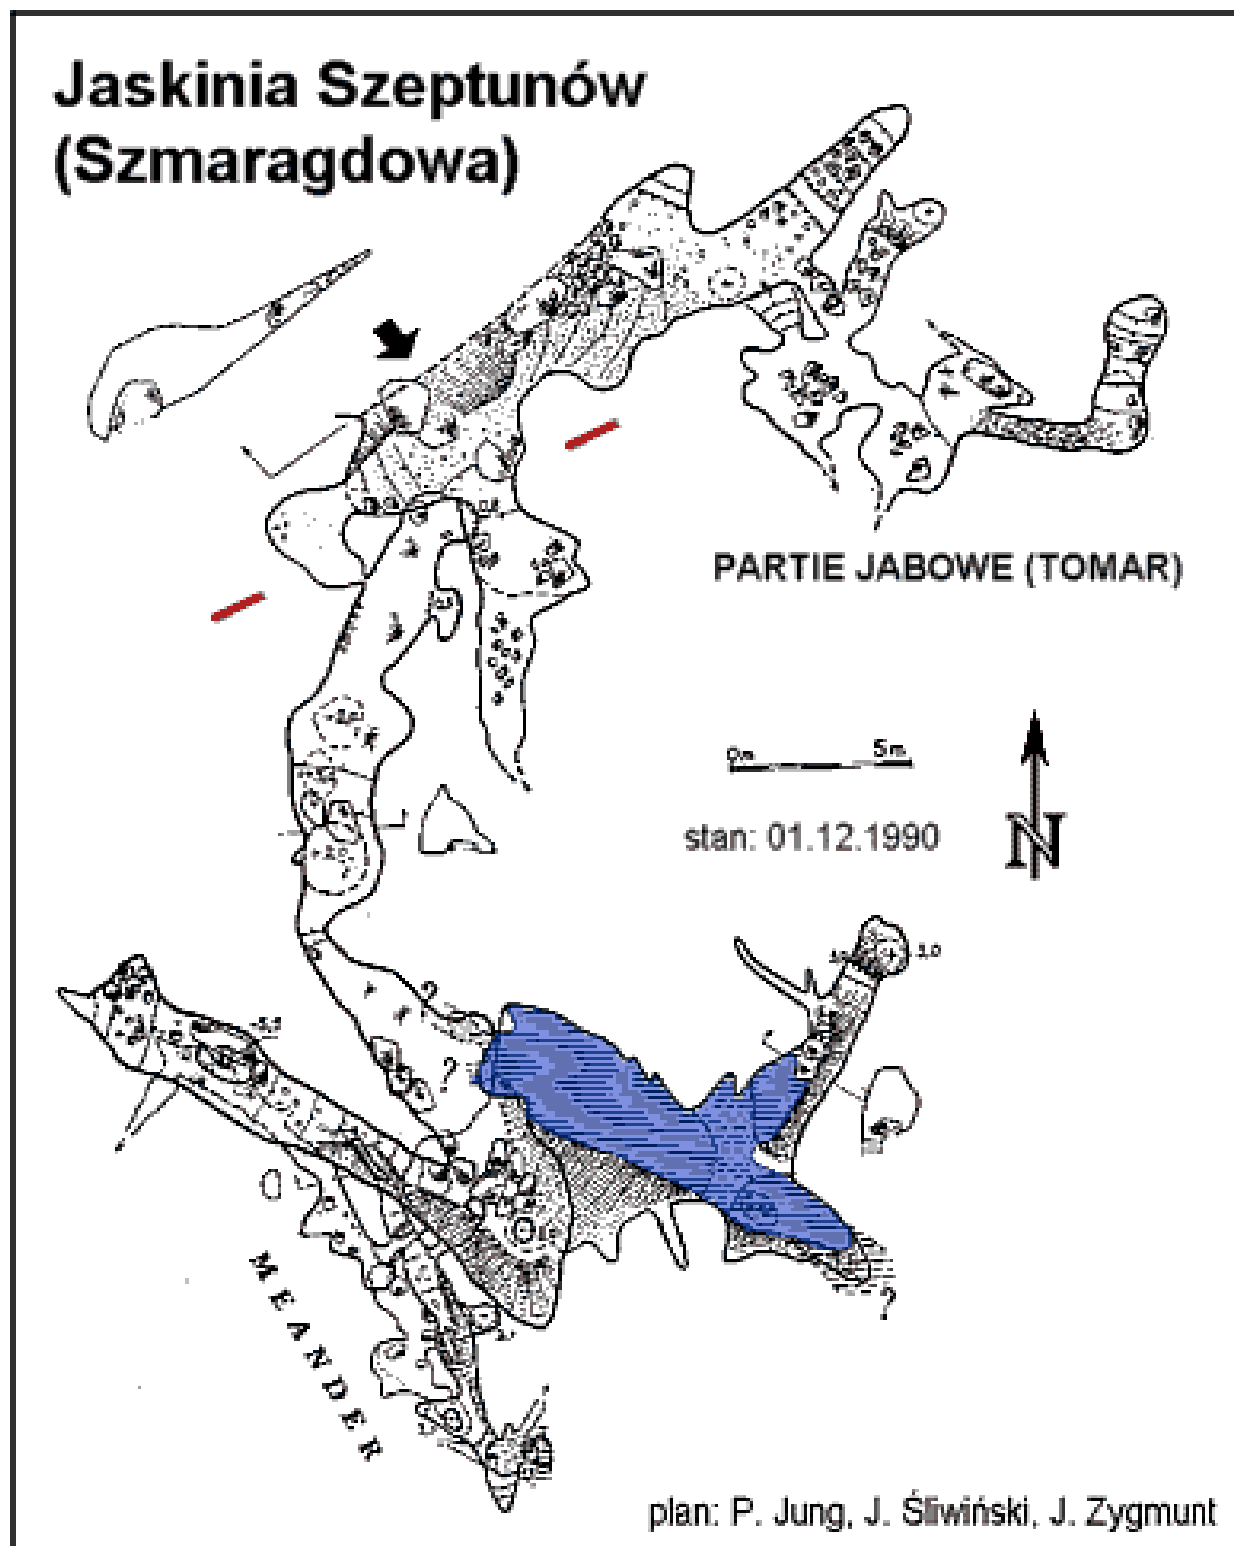 Jaskinia Szeptunów
(Szmaragdowa)
PARTIE JABOWE (TOMAR)
0m 5m
stan: 01.12.1990
N
?
?
?
MEANDER
plan: P. Jung, J. Śliwiński, J. Zygmunt